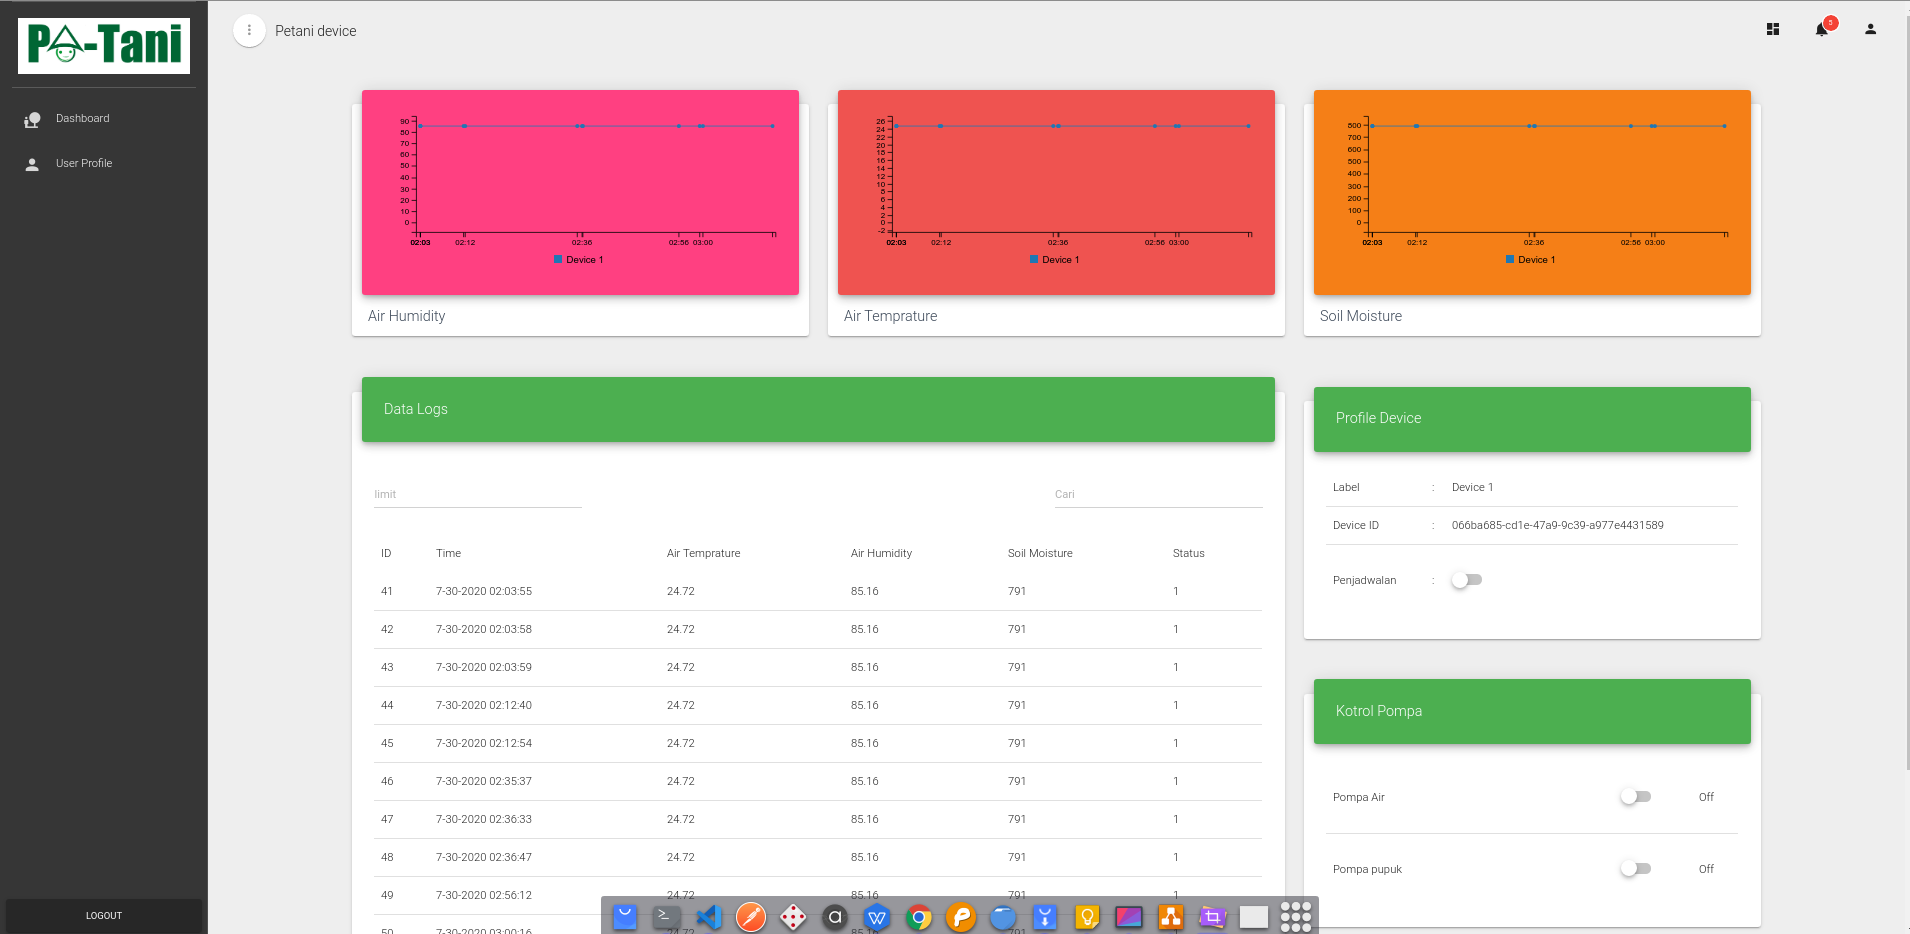 PA-Tani
Petani device
5
Dashboard
User Profile
90
80
70
60
50
40
30
20
10
0
02:03 02:12 02:36 02:56 03:00
Device 1
Air Humidity
26
24
22
20
18
16
14
12
10
8
6
4
2
0
-2
02:03 02:12 02:36 02:56 03:00
Device 1
Air Temprature
800
700
600
500
400
300
200
100
0
02:03 02:12 02:36 02:56 03:00
Device 1
Soil Moisture
Data Logs
limit Cari
ID Time Air Temprature Air Humidity Soil Moisture Status
41 7-30-2020 02:03:55 24.72 85.16 791 1
42 7-30-2020 02:03:58 24.72 85.16 791 1
43 7-30-2020 02:03:59 24.72 85.16 791 1
44 7-30-2020 02:12:40 24.72 85.16 791 1
45 7-30-2020 02:12:54 24.72 85.16 791 1
46 7-30-2020 02:35:37 24.72 85.16 791 1
47 7-30-2020 02:36:33 24.72 85.16 791 1
48 7-30-2020 02:36:47 24.72 85.16 791 1
49 7-30-2020 02:56:12 24.72 85.16 791 1
50 7-30-2020 03:00:16 24.72 85.16 791 1
Profile Device
Label : Device 1
Device ID : 066ba685-cd1e-47a9-9c39-a977e4431589
Penjadwalan :
Kotrol Pompa
Pompa Air Off
Pompa pupuk Off
LOGOUT